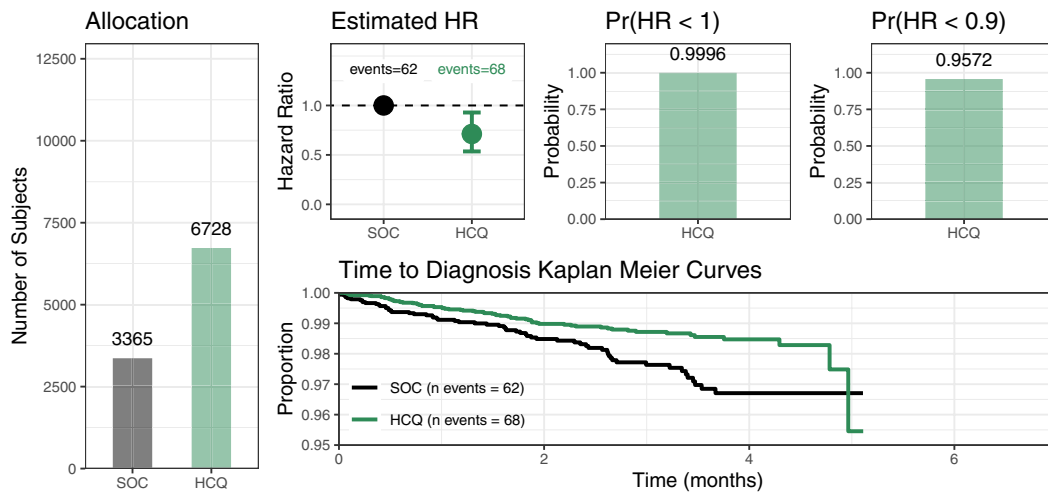 Allocation
Number of Subjects
12500
10000
7500
5000
2500
0
3365
6728
SOC
HCQ
Estimated HR
Hazard Ratio
events=62
events=68
1.0
0.5
0.0
SOC
HCQ
Pr(HR < 1)
Probability
0.9996
1.00
0.75
0.50
0.25
0.00
HCQ
Pr(HR < 0.9)
Probability
0.9572
1.00
0.75
0.50
0.25
0.00
HCQ
Time to Diagnosis Kaplan Meier Curves
Proportion
1.00
0.99
0.98
0.97
0.96
0.95
SOC (n events = 62)
HCQ (n events = 68)
0
2
4
6
Time (months)